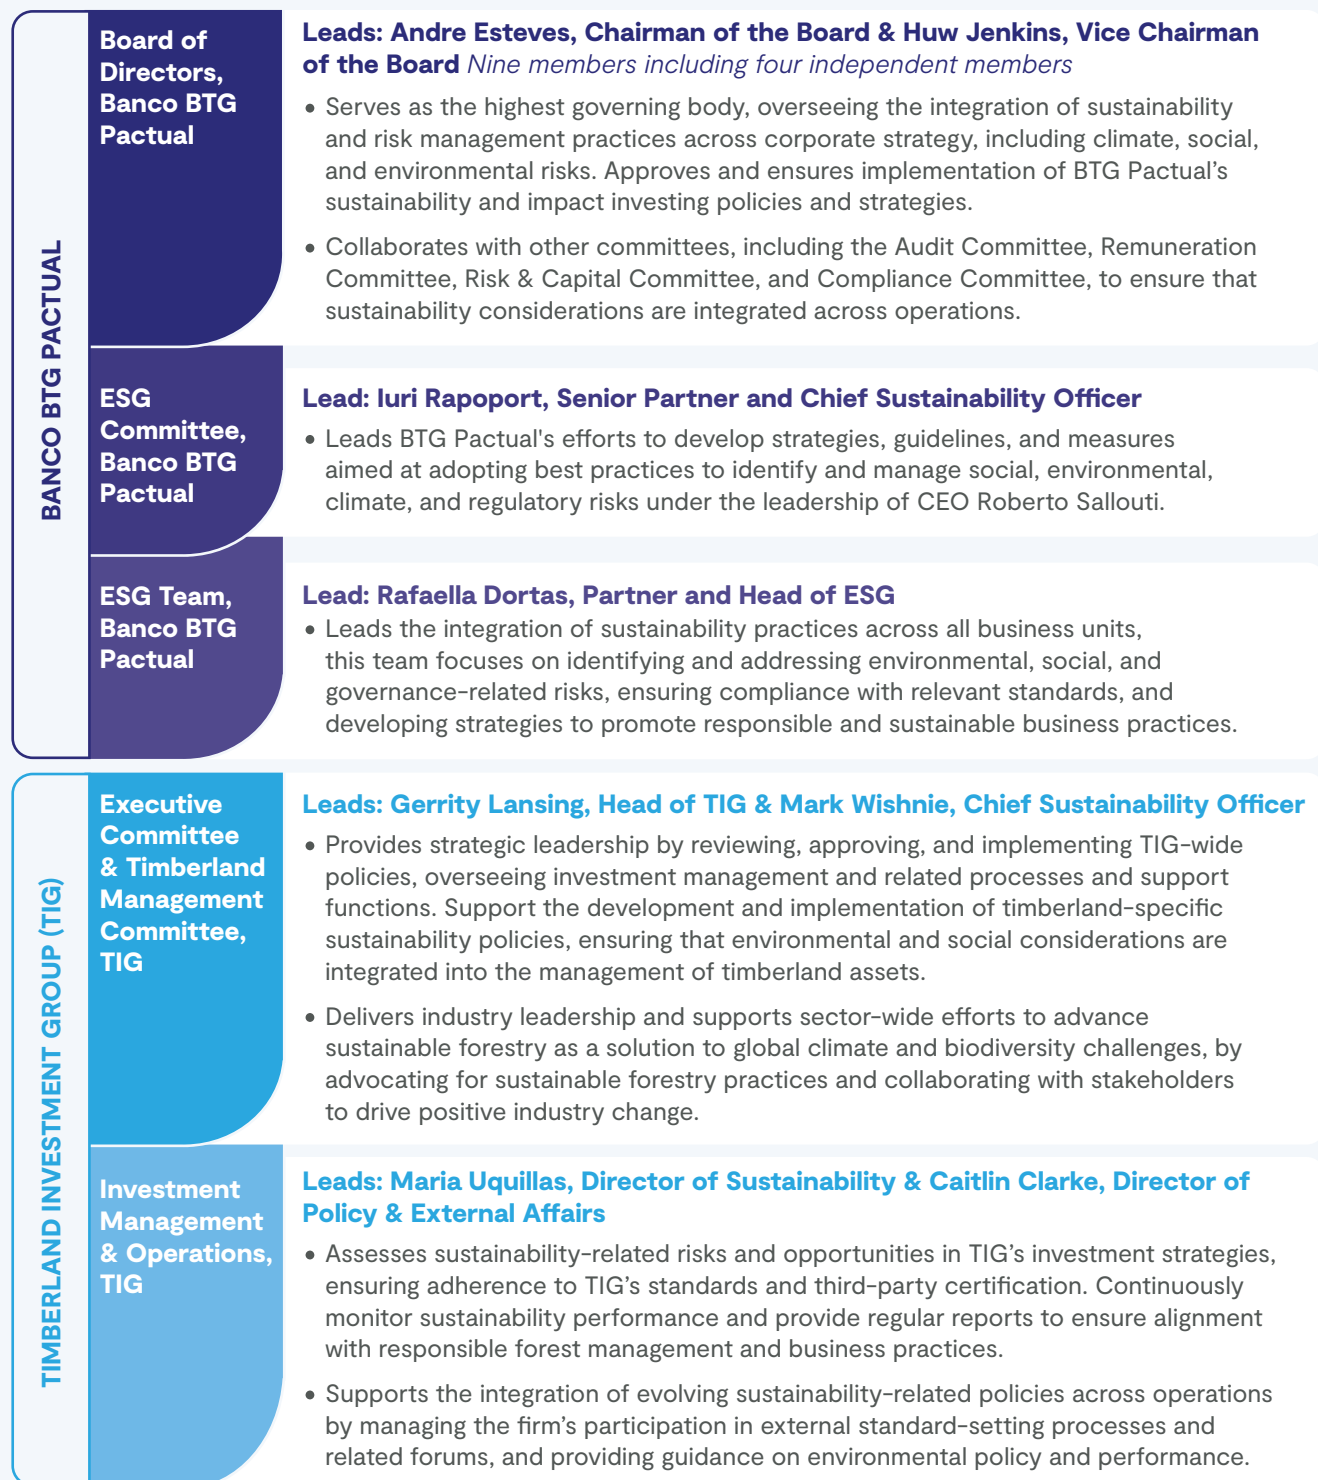 BANCO BTG PACTUAL
Board of
Directors,
Banco BTG
Pactual
Leads: Andre Esteves, Chairman of the Board & Huw Jenkins, Vice Chairman
of the Board Nine members including four independent members
• Serves as the highest governing body, overseeing the integration of sustainability
and risk management practices across corporate strategy, including climate, social,
and environmental risks. Approves and ensures implementation of BTG Pactual’s
sustainability and impact investing policies and strategies.
• Collaborates with other committees, including the Audit Committee, Remuneration
Committee, Risk & Capital Committee, and Compliance Committee, to ensure that
sustainability considerations are integrated across operations.
ESG
Committee,
Banco BTG
Pactual
Lead: Iuri Rapoport, Senior Partner and Chief Sustainability Officer
• Leads BTG Pactual's efforts to develop strategies, guidelines, and measures
aimed at adopting best practices to identify and manage social, environmental,
climate, and regulatory risks under the leadership of CEO Roberto Sallouti.
ESG Team,
Banco BTG
Pactual
Lead: Rafaella Dortas, Partner and Head of ESG
• Leads the integration of sustainability practices across all business units,
this team focuses on identifying and addressing environmental, social, and
governance-related risks, ensuring compliance with relevant standards, and
developing strategies to promote responsible and sustainable business practices.
TIMBERLAND INVESTMENT GROUP (TIG)
Executive
Committee
& Timberland
Management
Committee,
TIG
Leads: Gerrity Lansing, Head of TIG & Mark Wishnie, Chief Sustainability Officer
• Provides strategic leadership by reviewing, approving, and implementing TIG-wide
policies, overseeing investment management and related processes and support
functions. Support the development and implementation of timberland-specific
sustainability policies, ensuring that environmental and social considerations are
integrated into the management of timberland assets.
• Delivers industry leadership and supports sector-wide efforts to advance
sustainable forestry as a solution to global climate and biodiversity challenges, by
advocating for sustainable forestry practices and collaborating with stakeholders
to drive positive industry change.
Investment
Management
& Operations,
TIG
Leads: Maria Uquillas, Director of Sustainability & Caitlin Clarke, Director of
Policy & External Affairs
• Assesses sustainability-related risks and opportunities in TIG’s investment strategies,
ensuring adherence to TIG’s standards and third-party certification. Continuously
monitor sustainability performance and provide regular reports to ensure alignment
with responsible forest management and business practices.
• Supports the integration of evolving sustainability-related policies across operations
by managing the firm’s participation in external standard-setting processes and
related forums, and providing guidance on environmental policy and performance.